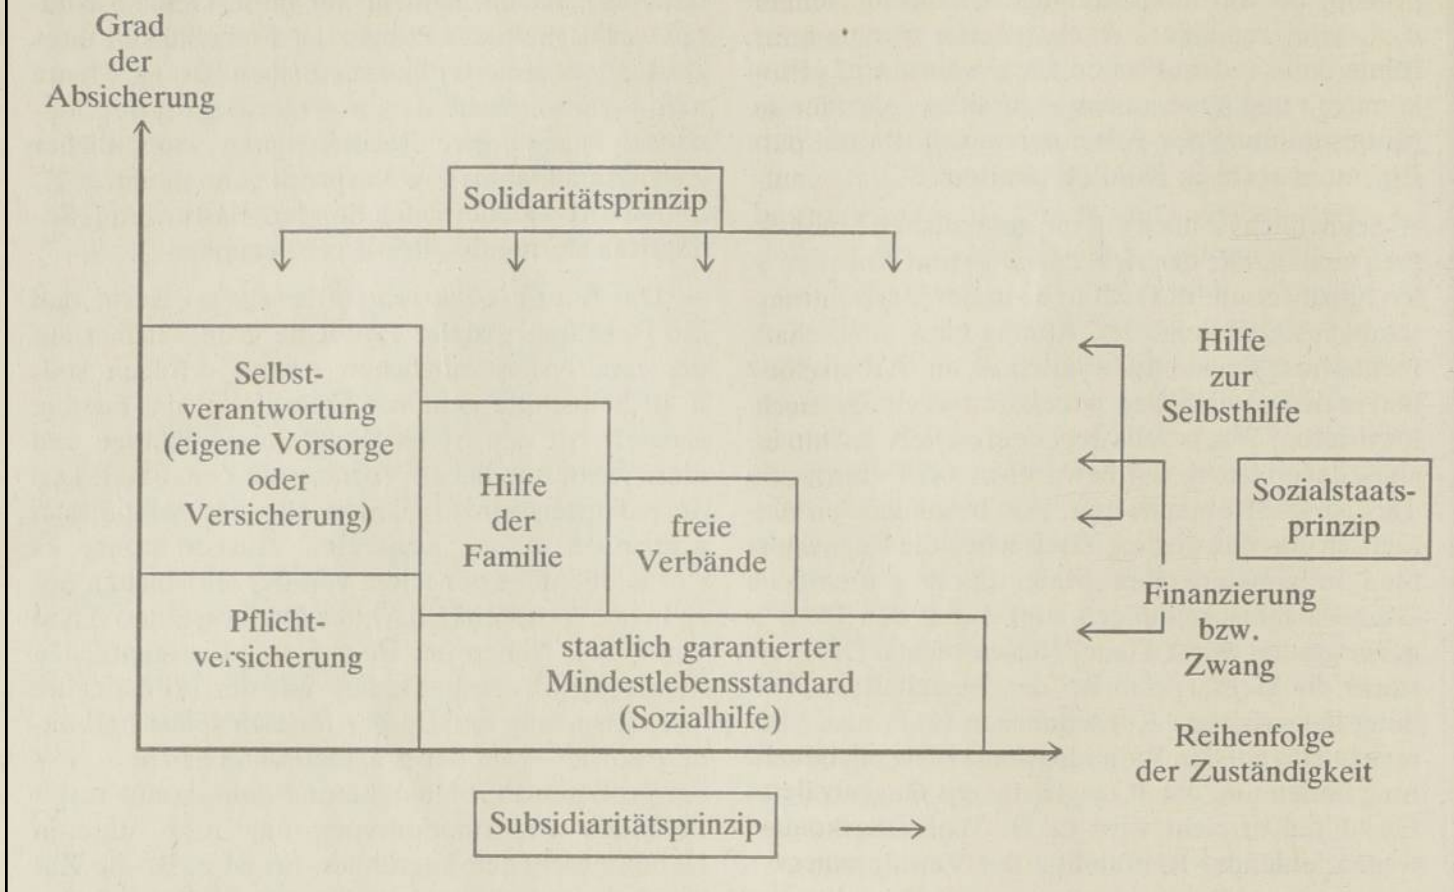 Grad
der
Absicherung
Solidaritätsprinzip
Selbst-
verantwortung
(eigene Vorsorge
oder
Versicherung)
Hilfe
der
Familie
freie
Verbände
Pflicht-
versicherung
staatlich garantierter
Mindestlebensstandard
(Sozialhilfe)
Hilfe
zur
Selbsthilfe
Sozialstaats-
prinzip
Finanzierung
bzw.
Zwang
Reihenfolge
der Zuständigkeit
Subsidiaritätsprinzip